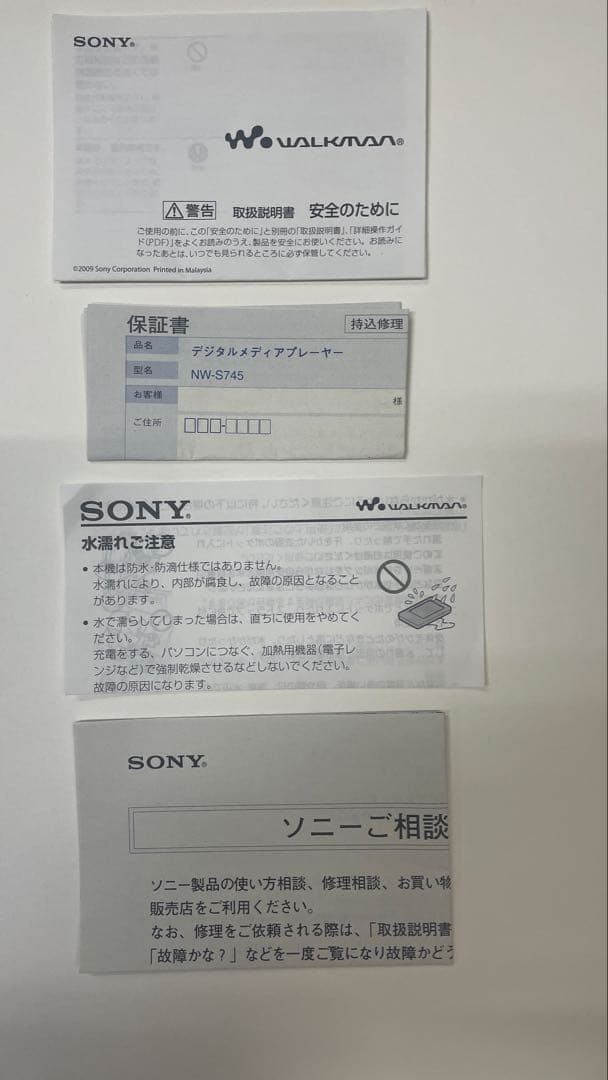 SONY®
WALKMAN®
警告 取扱説明書 安全のために
ご使用の前に、この「安全のために」と別冊の「取扱説明書」、「詳細操作ガイ
ド(PDF)」をよくお読みのうえ、製品を安全にお使いください。お読みに
なったあとは、いつでも見られるところに必ず保管してください。
©2009 Sony Corporation Printed in Malaysia
保証書 持込修理
品名 デジタルメディアプレーヤー
型名 NW-S745
お客様 様
ご住所 □□□-□□□□
SONY® WALKMAN®
水濡れご注意
• 本機は防水・防滴仕様ではありません。
水濡れにより、内部が腐食し、故障の原因となること
があります。
• 水で濡らしてしまった場合は、直ちに使用をやめてく
ださい。
充電をする、パソコンにつなぐ、加熱用機器(電子レ
ンジなど)で強制乾燥させるなどしないでください。
故障の原因になります。
SONY®
ソニーご相談
ソニー製品の使い方相談、修理相談、お買い物
販売店をご利用ください。
なお、修理をご依頼される際は、「取扱説明書
「故障かな?」などを一度ご覧になり故障かどう